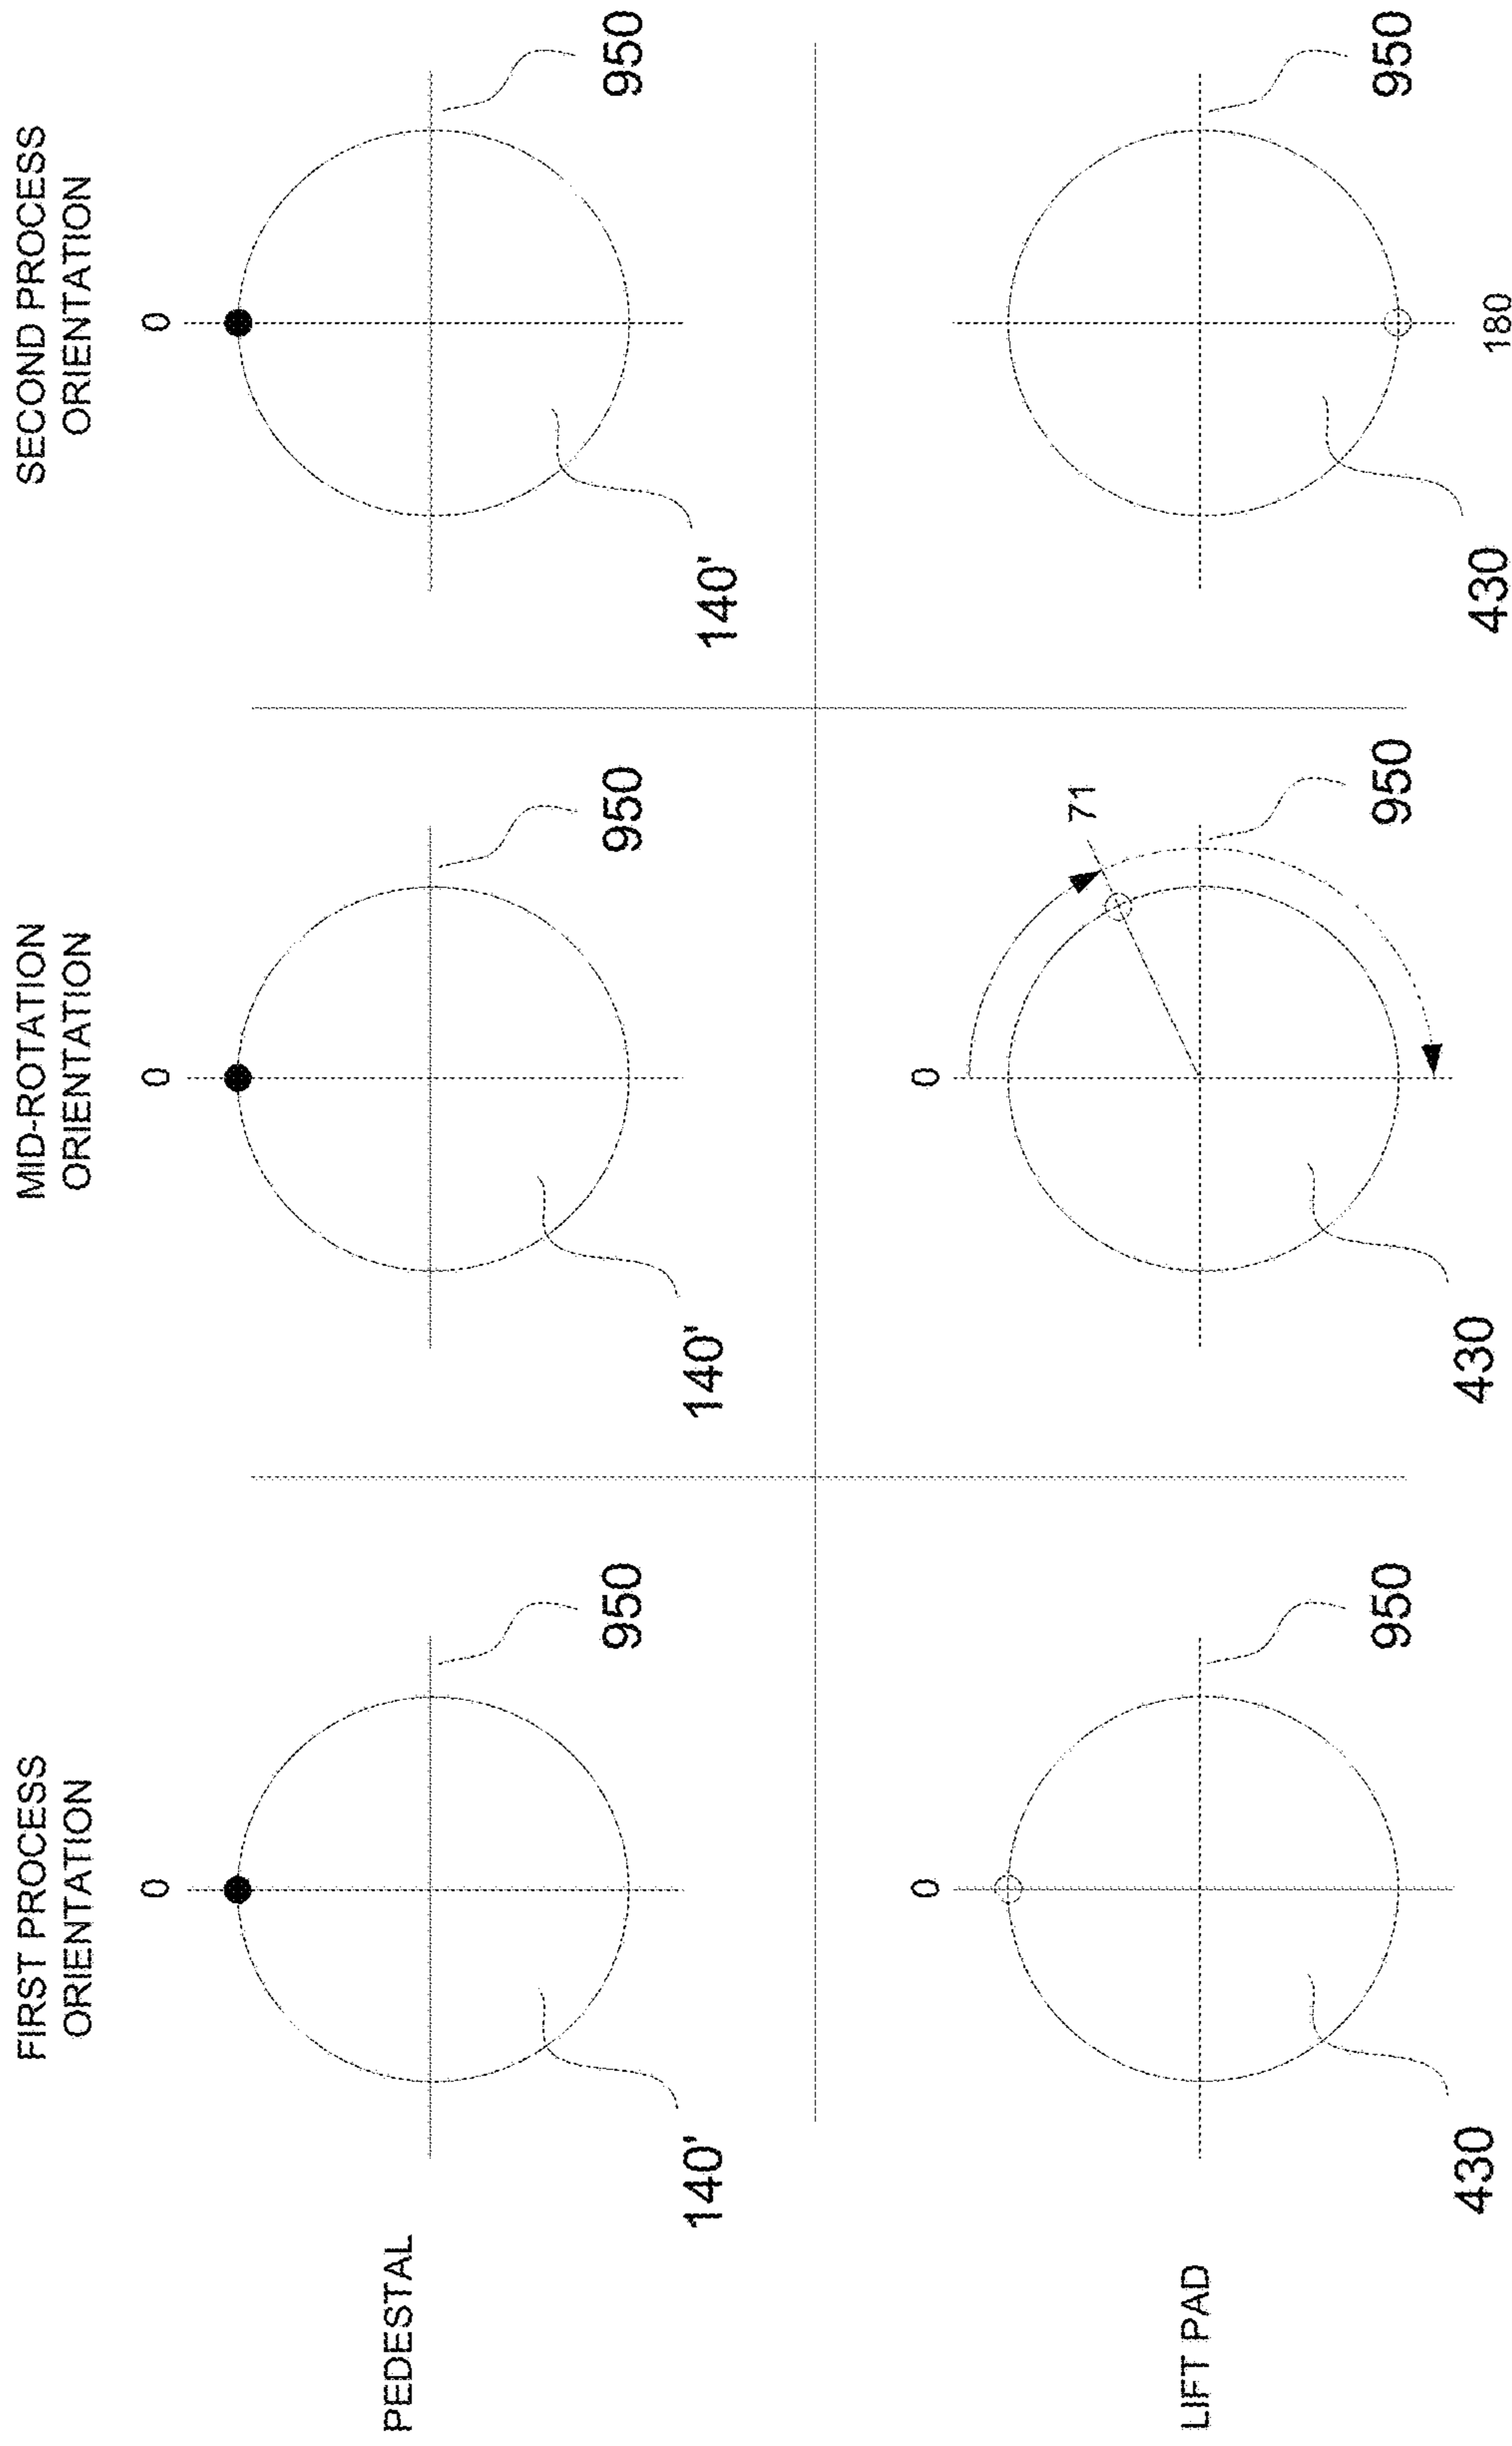 FIRST PROCESS
ORIENTATION
MID-ROTATION
ORIENTATION
SECOND PROCESS
ORIENTATION
0
0
0
PEDESTAL
950
950
950
140'
140'
140'
0
0
71
LIFT PAD
950
950
950
430
430
430
180